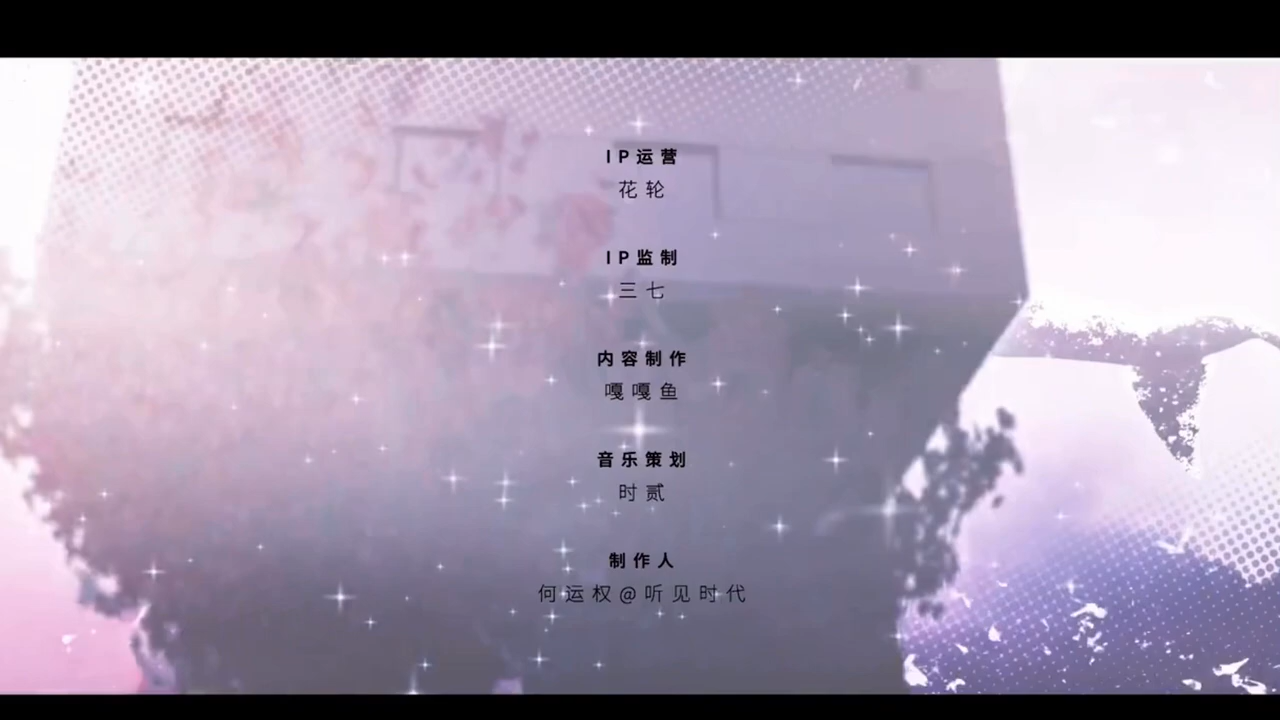 IP运营
花轮
IP监制
三七
内容制作
嘎嘎鱼
音乐策划
时贰
制作人
何运权@听见时代